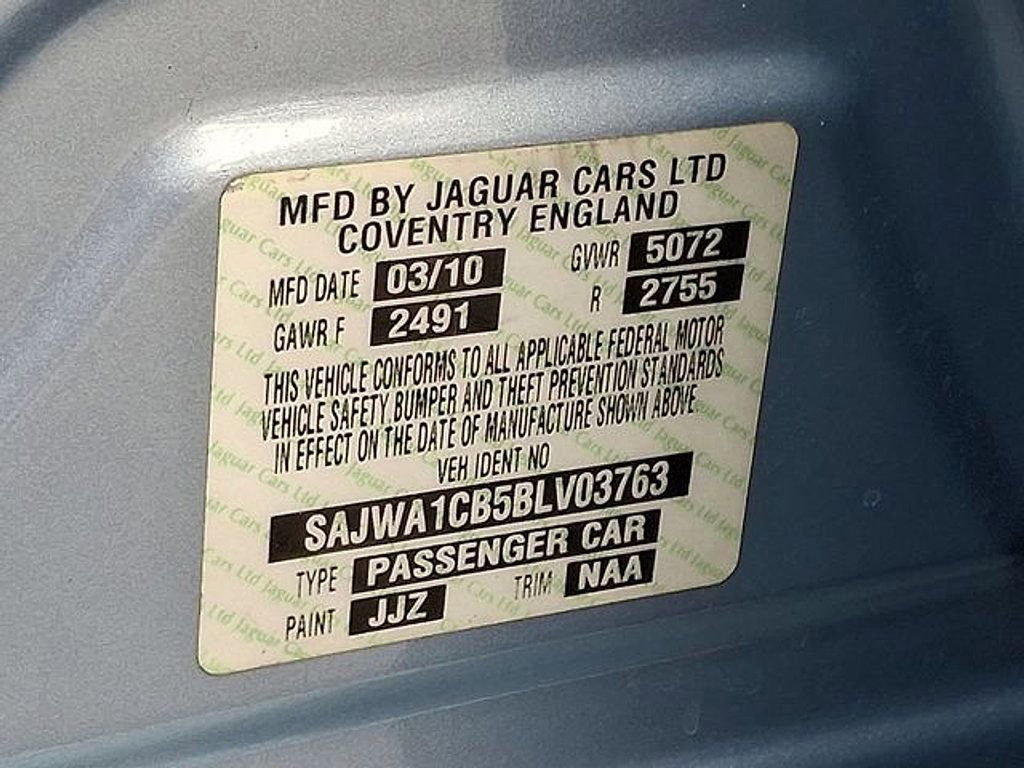 MFD BY JAGUAR CARS LTD
COVENTRY ENGLAND
MFD DATE 03/10 GVWR 5072
GAWR F 2491 R 2755
THIS VEHICLE CONFORMS TO ALL APPLICABLE FEDERAL MOTOR
VEHICLE SAFETY BUMPER AND THEFT PREVENTION STANDARDS
IN EFFECT ON THE DATE OF MANUFACTURE SHOWN ABOVE
VEH IDENT NO
SAJWA1CB5BLV03763
TYPE PASSENGER CAR
PAINT JJZ TRIM NAA